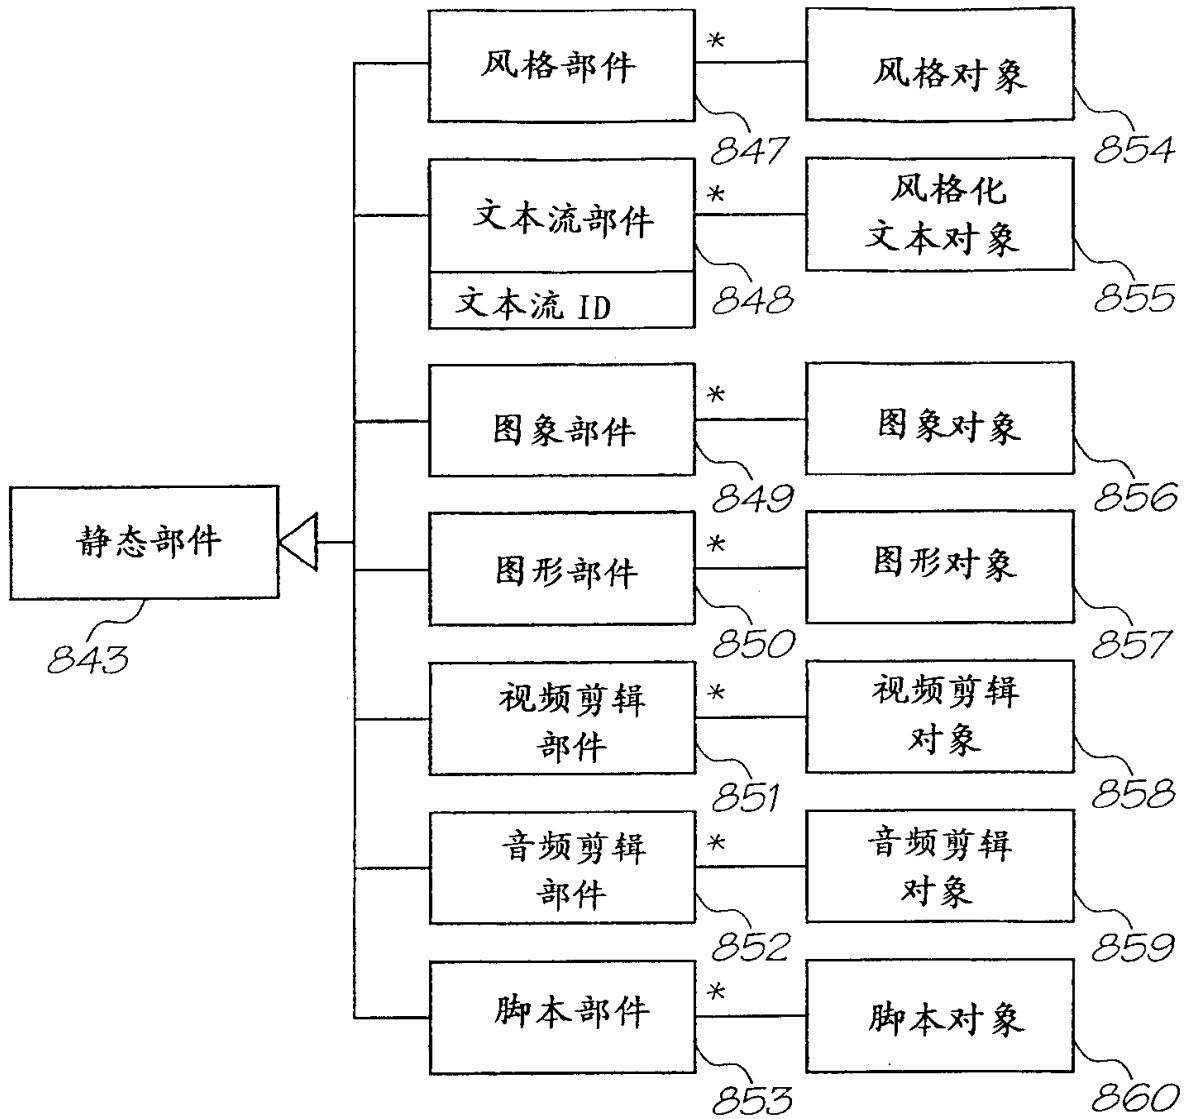 风格部件
*
风格对象
847
854
文本流部件
*
风格化
文本对象
文本流 ID
848
855
图象部件
*
图象对象
849
856
静态部件
843
图形部件
*
图形对象
850
857
视频剪辑
部件
*
视频剪辑
对象
851
858
音频剪辑
部件
*
音频剪辑
对象
852
859
脚本部件
*
脚本对象
853
860